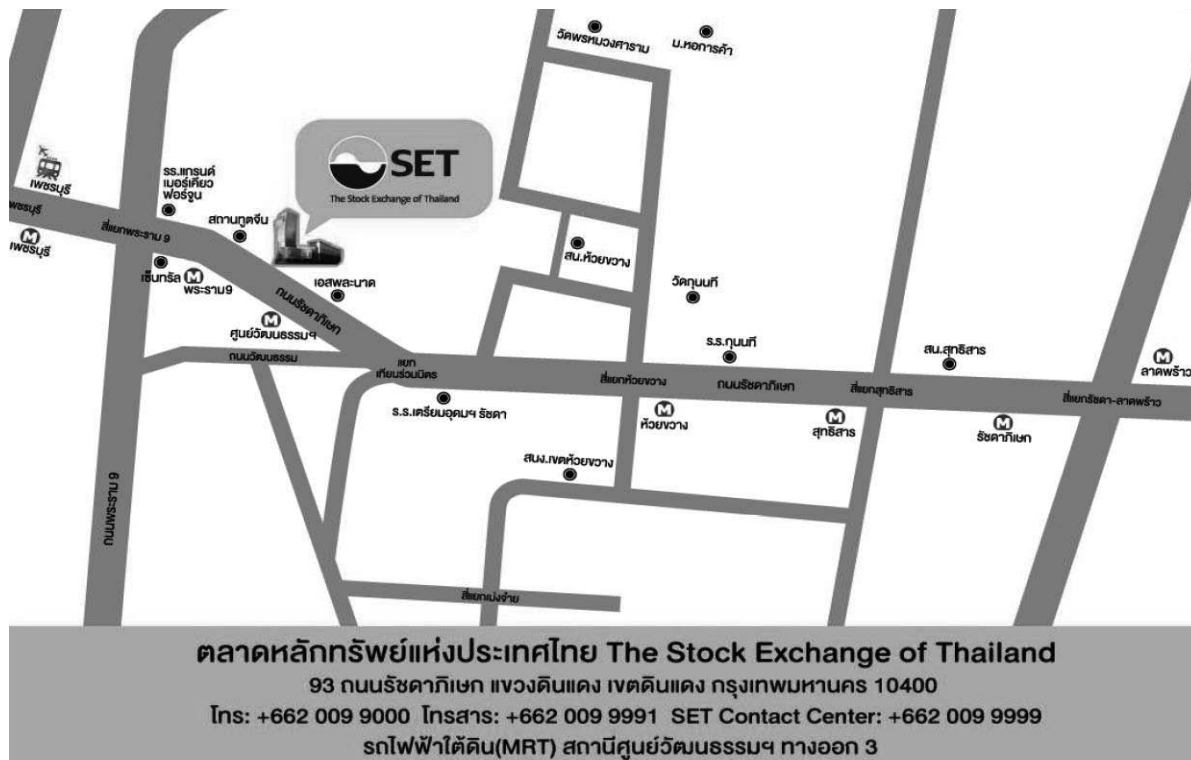 วัดพรหมวงศาราม
ม.หอการค้า
SET
The Stock Exchange of Thailand
เพชรบุรี
เพชรบุรี
เพชรบุรี
รร.แกรนด์
เมอร์เคียว
ฟอร์จูน
สถานทูตจีน
สี่แยกพระราม 9
เซ็นทรัล
พระราม9
เอสพละนาด
ถนนรัชดาภิเษก
ศูนย์วัฒนธรรมฯ
ถนนวัฒนธรรม
แยก
เทียนร่วมมิตร
ร.ร.เตรียมอุดมฯ รัชดา
สน.ห้วยขวาง
วัดกุนนที
ร.ร.กุนนที
สี่แยกห้วยขวาง
ถนนรัชดาภิเษก
ห้วยขวาง
สน.สุทธิสาร
สี่แยกสุทธิสาร
สุทธิสาร
รัชดาภิเษก
ลาดพร้าว
สี่แยกรัชดา-ลาดพร้าว
สนง.เขตห้วยขวาง
ถนนพระราม 9
สี่แยกเม่งจ๋าย
ตลาดหลักทรัพย์แห่งประเทศไทย The Stock Exchange of Thailand
93 ถนนรัชดาภิเษก แขวงดินแดง เขตดินแดง กรุงเทพมหานคร 10400
โทร: +662 009 9000 โทรสาร: +662 009 9991 SET Contact Center: +662 009 9999
รถไฟฟ้าใต้ดิน(MRT) สถานีศูนย์วัฒนธรรมฯ ทางออก 3